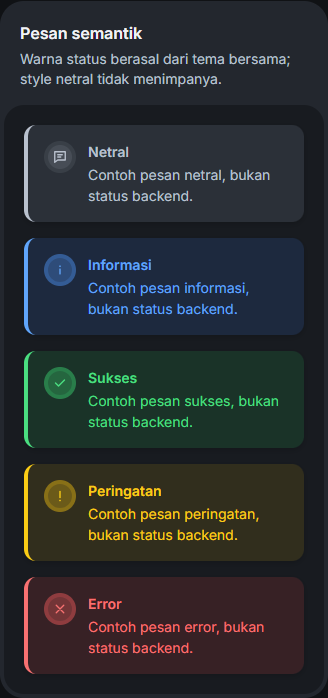 Pesan semantik
Warna status berasal dari tema bersama;
style netral tidak menimpanya.
Netral
Contoh pesan netral, bukan
status backend.
Informasi
Contoh pesan informasi,
bukan status backend.
Sukses
Contoh pesan sukses, bukan
status backend.
Peringatan
Contoh pesan peringatan,
bukan status backend.
Error
Contoh pesan error, bukan
status backend.